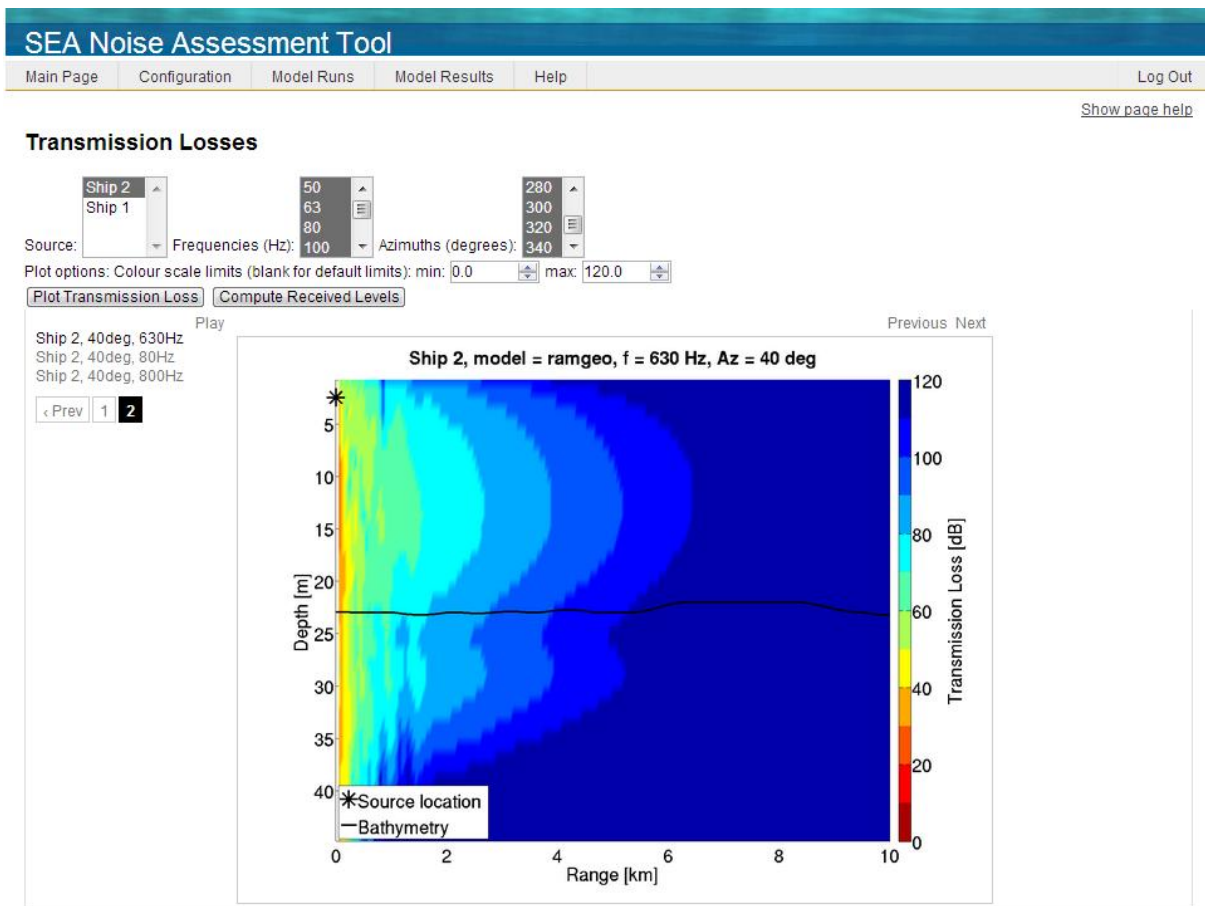 SEA Noise Assessment Tool
Main Page Configuration Model Runs Model Results Help Log Out
Show page help
Transmission Losses
Source: Ship 2 Ship 1
Frequencies (Hz): 50 63 80 100
Azimuths (degrees): 280 300 320 340
Plot options: Colour scale limits (blank for default limits): min: 0.0 max: 120.0
Plot Transmission Loss Compute Received Levels
Play Previous Next
Ship 2, 40deg, 630Hz
Ship 2, 40deg, 80Hz
Ship 2, 40deg, 800Hz
‹ Prev 1 2
Ship 2, model = ramgeo, f = 630 Hz, Az = 40 deg
Depth [m]
5
10
15
20
25
30
35
40
Source location
Bathymetry
0 2 4 6 8 10
Range [km]
120
100
80
60
40
20
0
Transmission Loss [dB]